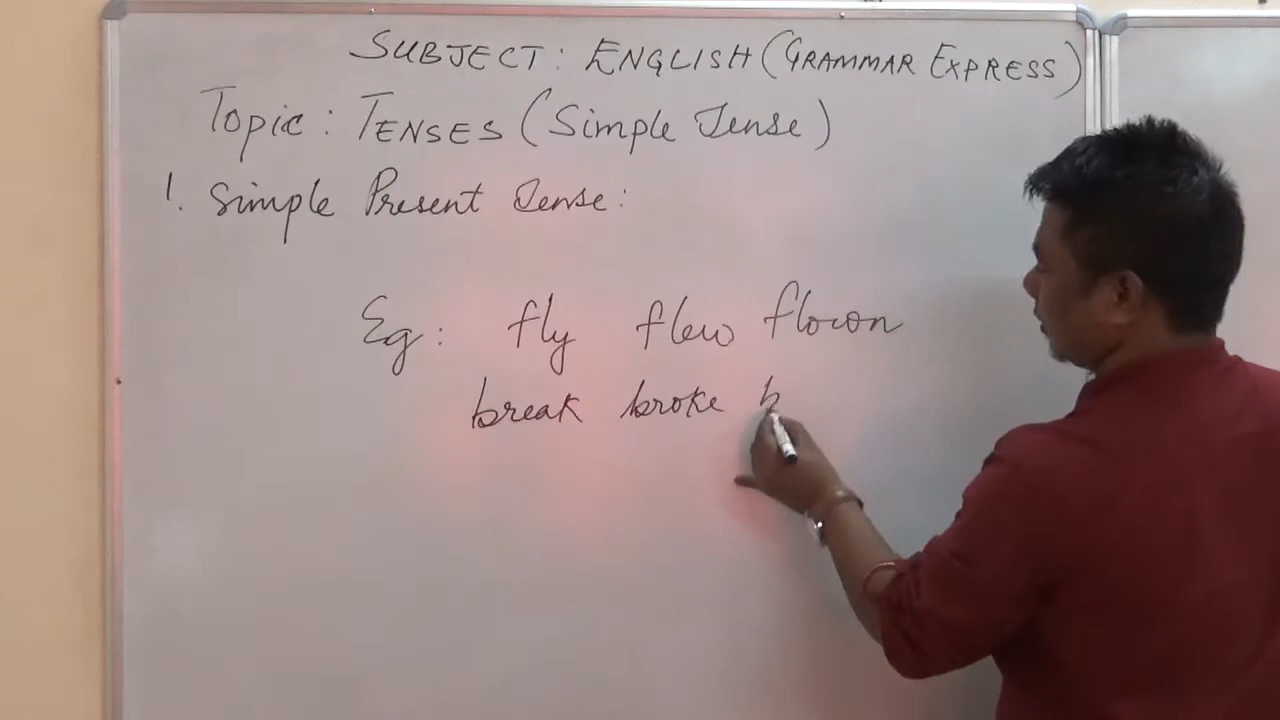 SUBJECT: ENGLISH (GRAMMAR EXPRESS)
Topic: TENSES (Simple Tense)
1. Simple Present Tense:
Eg: fly flew flown
break broke b